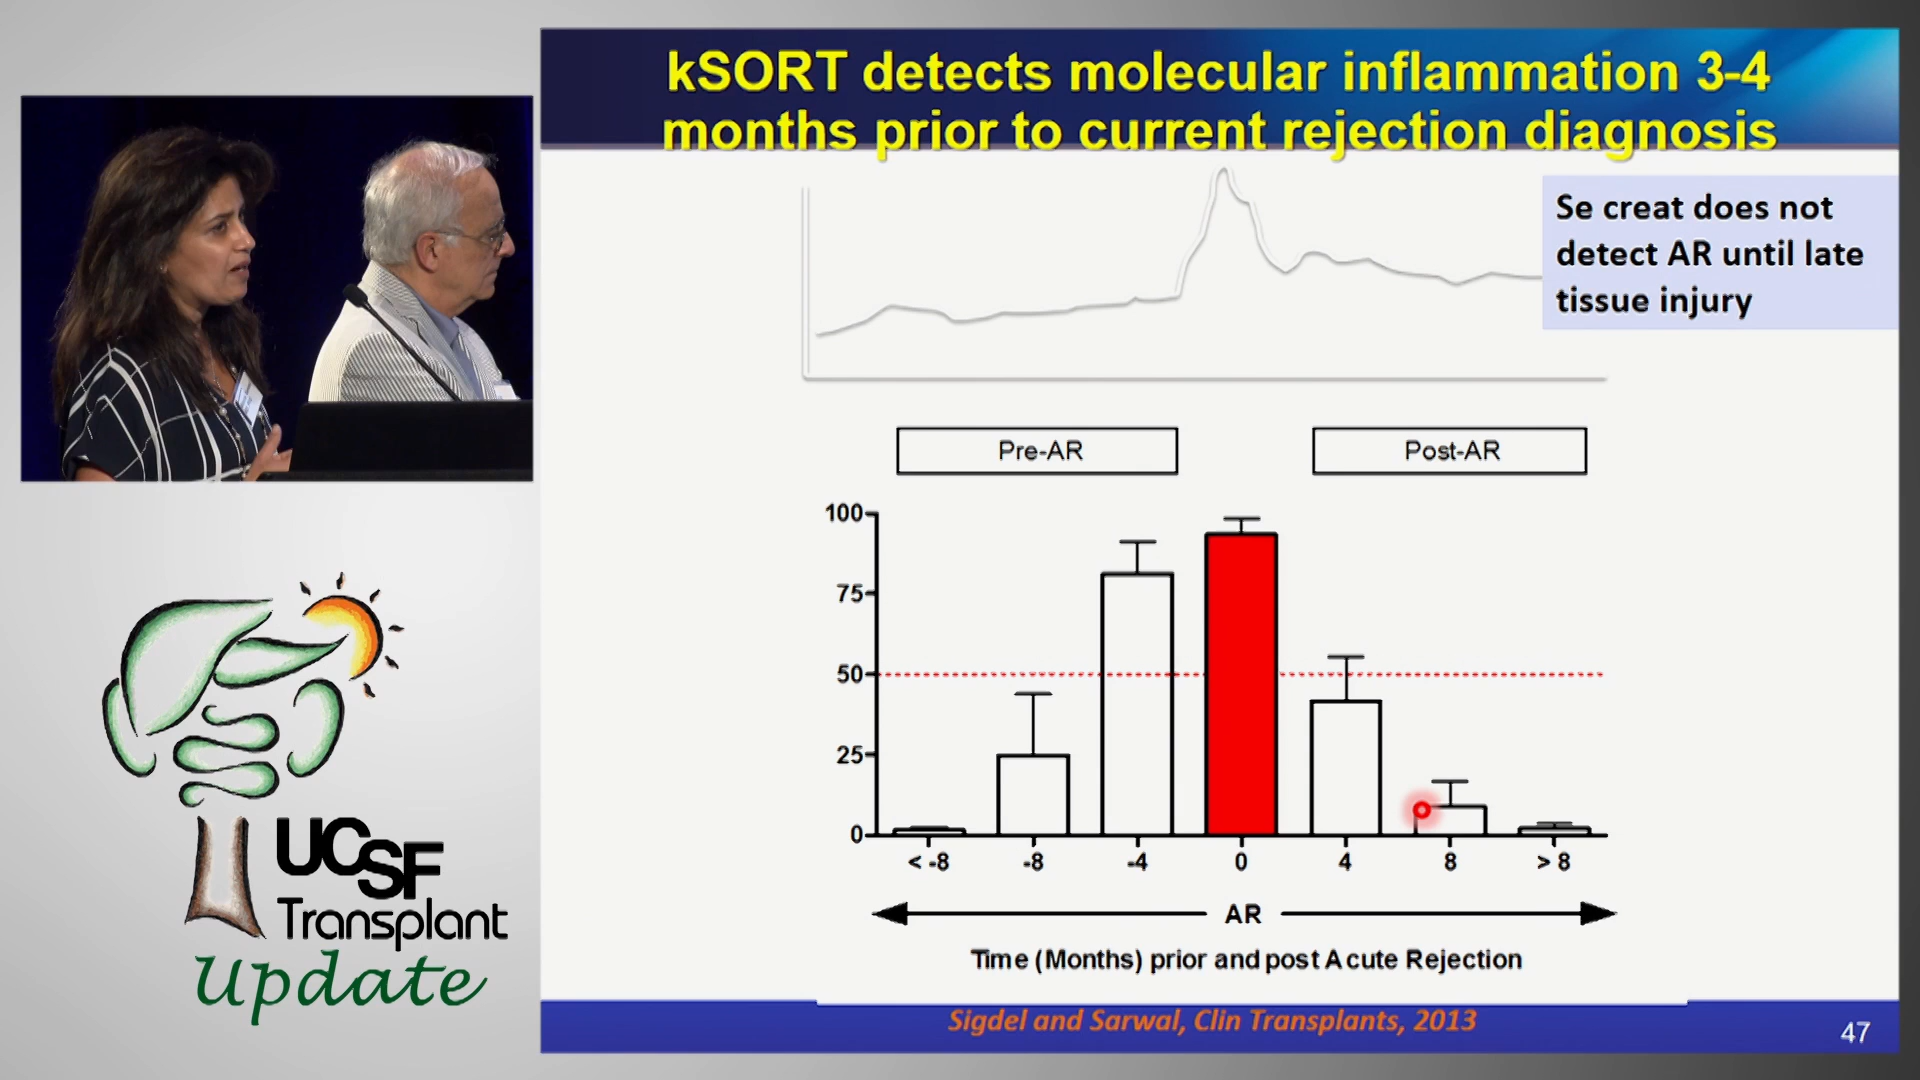 kSORT detects molecular inflammation 3-4
months prior to current rejection diagnosis
Se creat does not
detect AR until late
tissue injury
Pre-AR
Post-AR
100
75
50
25
0
< -8
-8
-4
0
4
8
> 8
AR
Time (Months) prior and post Acute Rejection
Sigdel and Sarwal, Clin Transplants, 2013
47
UCSF
Transplant
Update